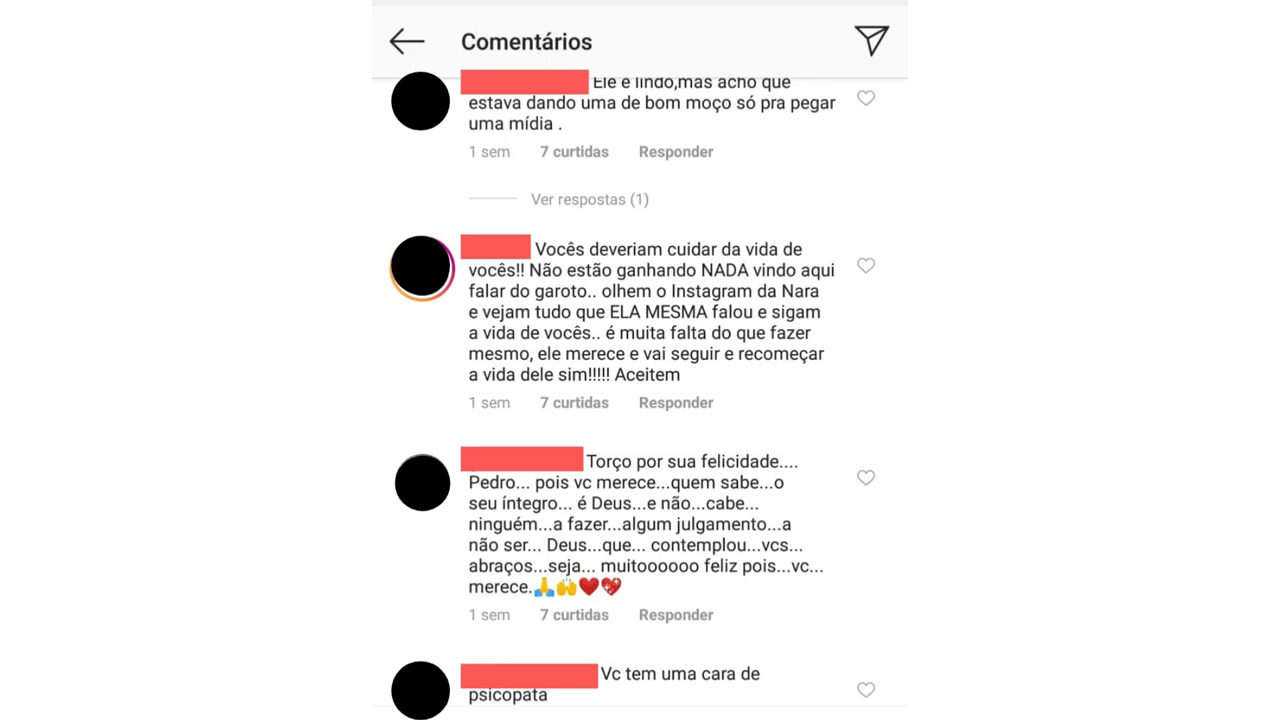 Comentários
Ele e lindo,mas acho que
estava dando uma de bom moço só pra pegar
uma mídia .
1 sem 7 curtidas Responder
Ver respostas (1)
Vocês deveriam cuidar da vida de
vocês!! Não estão ganhando NADA vindo aqui
falar do garoto.. olhem o Instagram da Nara
e vejam tudo que ELA MESMA falou e sigam
a vida de vocês.. é muita falta do que fazer
mesmo, ele merece e vai seguir e recomeçar
a vida dele sim!!!!! Aceitem
1 sem 7 curtidas Responder
Torço por sua felicidade....
Pedro... pois vc merece...quem sabe...o
seu íntegro... é Deus...e não...cabe...
ninguém...a fazer...algum julgamento...a
não ser... Deus...que... contemplou...vcs...
abraços...seja... muitoooooo feliz pois...vc...
merece.🙏🙌❤️💖
1 sem 7 curtidas Responder
Vc tem uma cara de
psicopata